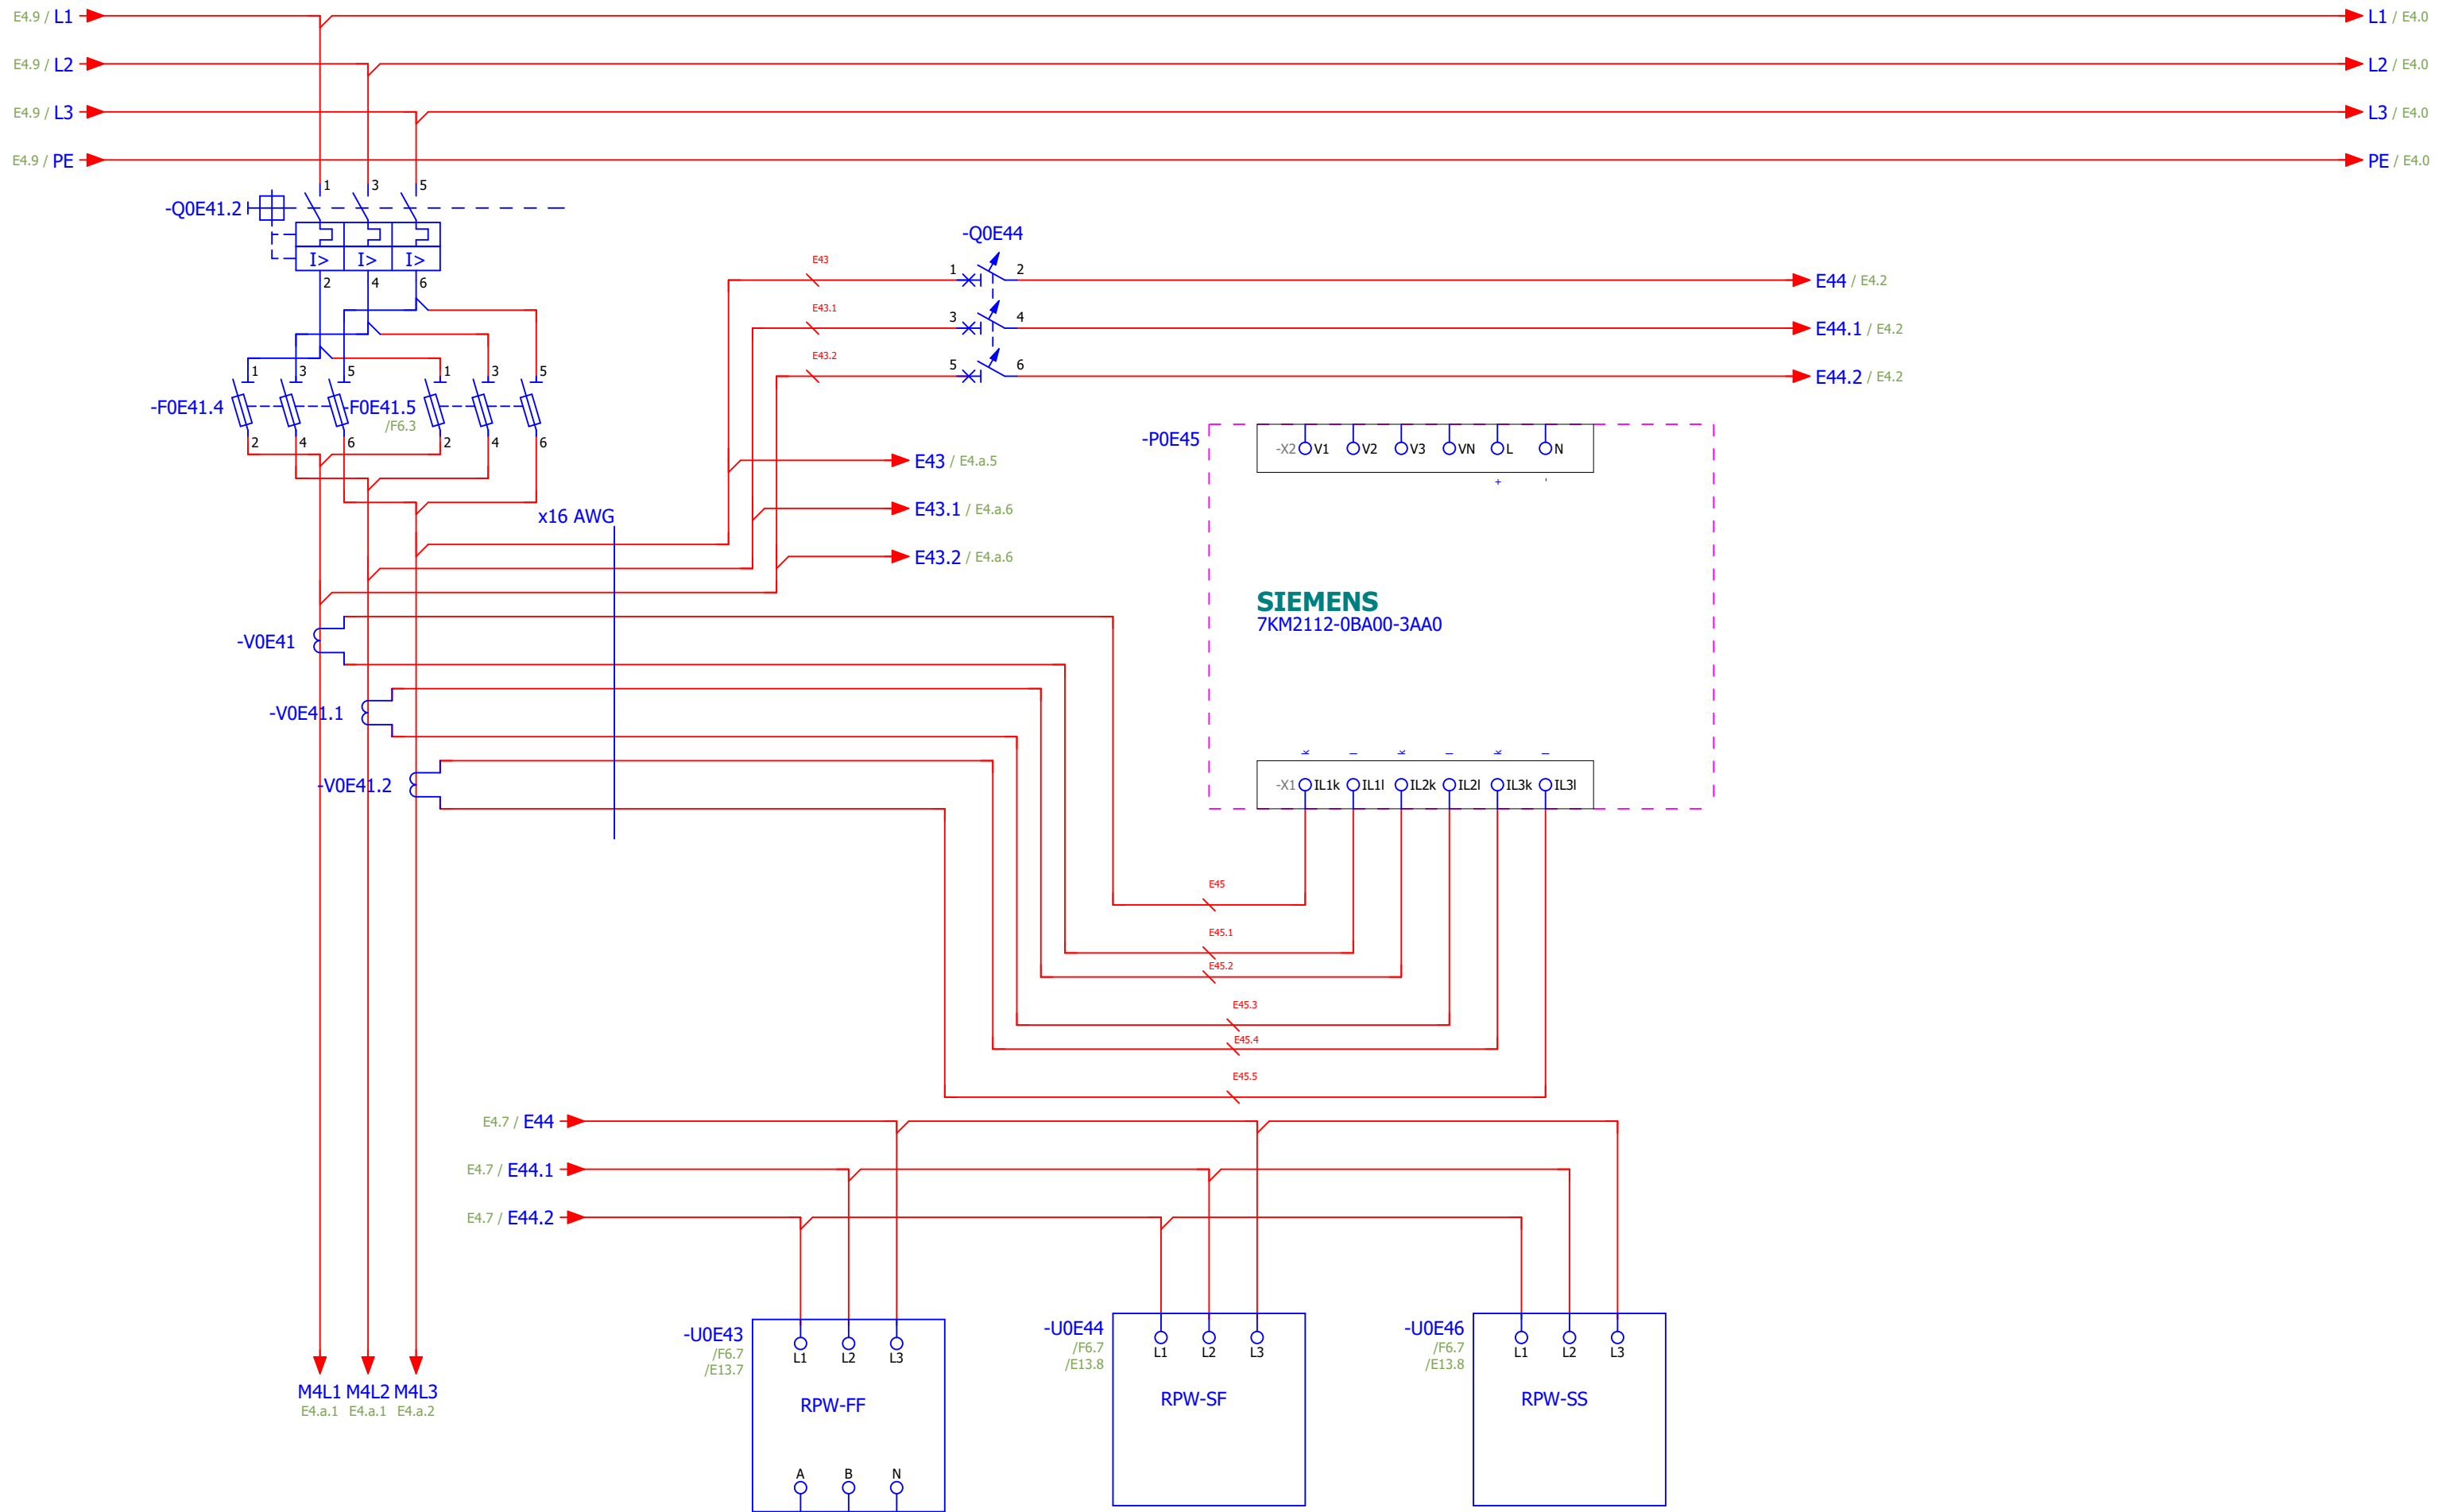 E4.9 / L1
L1 / E4.0
E4.9 / L2
L2 / E4.0
E4.9 / L3
L3 / E4.0
E4.9 / PE
PE / E4.0
1 3 5
-Q0E41.2
I> I> I>
2 4 6
-Q0E44
E43
1 2
E44 / E4.2
E43.1
3 4
E44.1 / E4.2
E43.2
5 6
E44.2 / E4.2
1 3 5 1 3 5
-F0E41.4
-F0E41.5
/F6.3
2 4 6 2 4 6
-P0E45
-X2 V1 V2 V3 VN L N
+ -
E43 / E4.a.5
E43.1 / E4.a.6
E43.2 / E4.a.6
x16 AWG
SIEMENS
7KM2112-0BA00-3AA0
-V0E41
-V0E41.1
-V0E41.2
k l k l k l
-X1 IL1k IL1l IL2k IL2l IL3k IL3l
E45
E45.1
E45.2
E45.3
E45.4
E45.5
E4.7 / E44
E4.7 / E44.1
E4.7 / E44.2
-U0E43
/F6.7
/E13.7
L1 L2 L3
RPW-FF
A B N
-U0E44
/F6.7
/E13.8
L1 L2 L3
RPW-SF
-U0E46
/F6.7
/E13.8
L1 L2 L3
RPW-SS
M4L1 M4L2 M4L3
E4.a.1 E4.a.1 E4.a.2